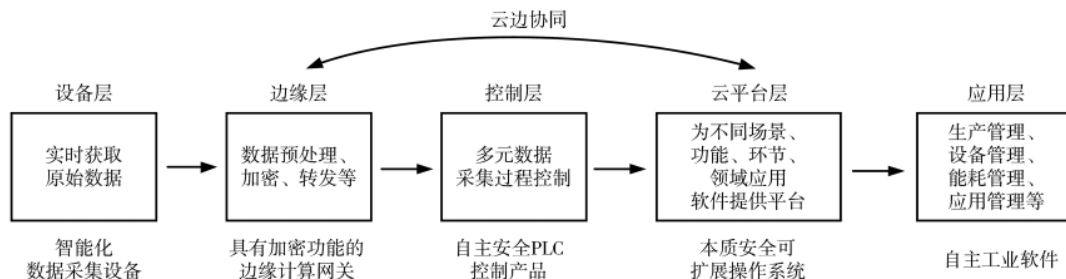 云边协同
设备层
边缘层
控制层
云平台层
应用层
实时获取
原始数据
数据预处理、
加密、转发等
多元数据
采集过程控制
为不同场景、
功能、环节、
领域应用
软件提供平台
生产管理、
设备管理、
能耗管理、
应用管理等
智能化
数据采集设备
具有加密功能的
边缘计算网关
自主安全PLC
控制产品
本质安全可
扩展操作系统
自主工业软件